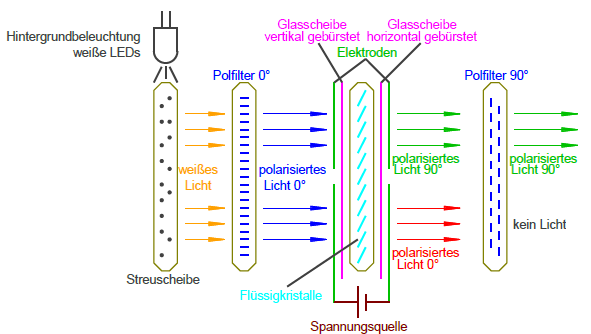 Hintergrundbeleuchtung
weiße LEDs
Glasscheibe
vertikal gebürstet
Glasscheibe
horizontal gebürstet
Elektroden
Polfilter 0°
Polfilter 90°
weißes
Licht
polarisiertes
Licht 0°
polarisiertes
Licht 90°
polarisiertes
Licht 90°
kein Licht
polarisiertes
Licht 0°
Streuscheibe
Flüssigkristalle
Spannungsquelle